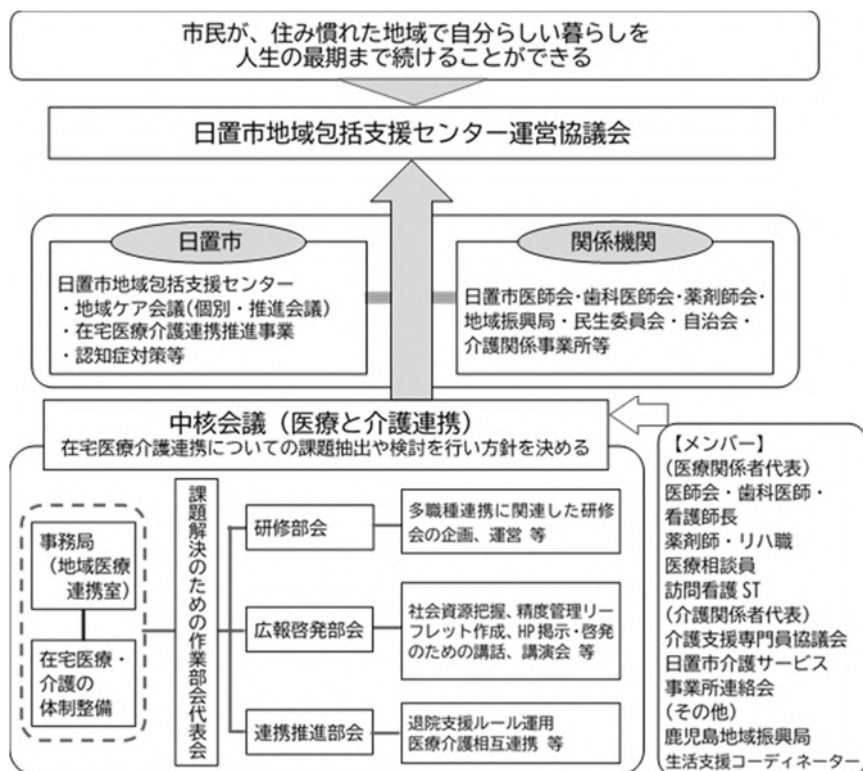 市民が、住み慣れた地域で自分らしい暮らしを
人生の最期まで続けることができる
日置市地域包括支援センター運営協議会
日置市
日置市地域包括支援センター
・地域ケア会議(個別・推進会議)
・在宅医療介護連携推進事業
・認知症対策等
関係機関
日置市医師会・歯科医師会・薬剤師会・
地域振興局・民生委員会・自治会・
介護関係事業所等
中核会議（医療と介護連携）
在宅医療介護連携についての課題抽出や検討を行い方針を決める
事務局
（地域医療
連携室）
在宅医療・
介護の
体制整備
課題解決のための作業部会代表会
研修部会
多職種連携に関連した研修
会の企画、運営 等
広報啓発部会
社会資源把握、精度管理リー
フレット作成、HP掲示・啓発
のための講話、講演会 等
連携推進部会
退院支援ルール運用
医療介護相互連携 等
【メンバー】
(医療関係者代表)
医師会・歯科医師・
看護師長
薬剤師・リハ職
医療相談員
訪問看護 ST
(介護関係者代表)
介護支援専門員協議会
日置市介護サービス
事業所連絡会
(その他)
鹿児島地域振興局
生活支援コーディネーター